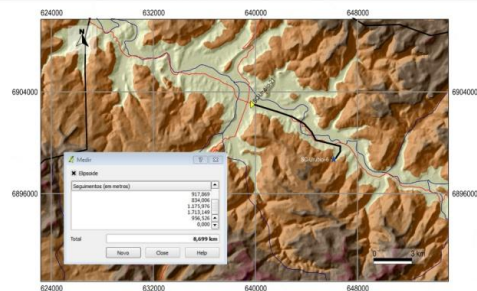 624000 632000 640000 648000
N
6904000 6904000
Medir
Elipsoide
Seguimentos (em metros)
917,869
834,006
1.175,976
1.713,149
956,526
0,000
Total 8,699 km
Novo Close Help
6896000 6896000
0 3 km
624000 632000 640000 648000